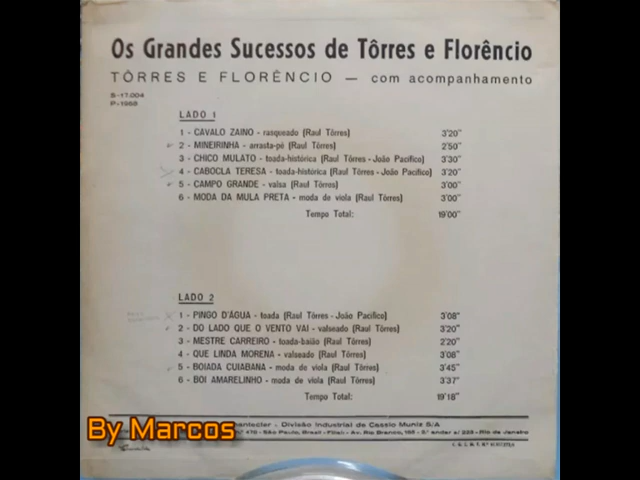 Os Grandes Sucessos de Tôrres e Florêncio
TÔRRES E FLORÊNCIO — com acompanhamento
S-17.004
P-1968
LADO 1
1 - CAVALO ZAINO - rasqueado (Raul Tôrres) 3'20"
2 - MINEIRINHA - arrasta-pé (Raul Tôrres) 2'50"
3 - CHICO MULATO - toada-histórica (Raul Tôrres - João Pacífico) 3'30"
4 - CABOCLA TERESA - toada-histórica (Raul Tôrres - João Pacífico) 3'20"
5 - CAMPO GRANDE - valsa (Raul Tôrres) 3'00"
6 - MODA DA MULA PRETA - moda de viola (Raul Tôrres) 3'00"
Tempo Total: 19'00"
LADO 2
1 - PINGO D'ÁGUA - toada (Raul Tôrres - João Pacífico) 3'08"
2 - DO LADO QUE O VENTO VAI - valseado (Raul Tôrres) 3'20"
3 - MESTRE CARREIRO - toada-baião (Raul Tôrres) 2'20"
4 - QUE LINDA MORENA - valseado (Raul Tôrres) 3'08"
5 - BOIADA CUIABANA - moda de viola (Raul Tôrres) 3'45"
6 - BOI AMARELINHO - moda de viola (Raul Tôrres) 3'37"
Tempo Total: 19'18"
antecler - Divisão Industrial de Cassio Muniz S/A
470 - São Paulo, Brasil - Filial: - Av. Rio Branco, 155 - 2.º andar s/ 225 - Rio de Janeiro
By Marcos